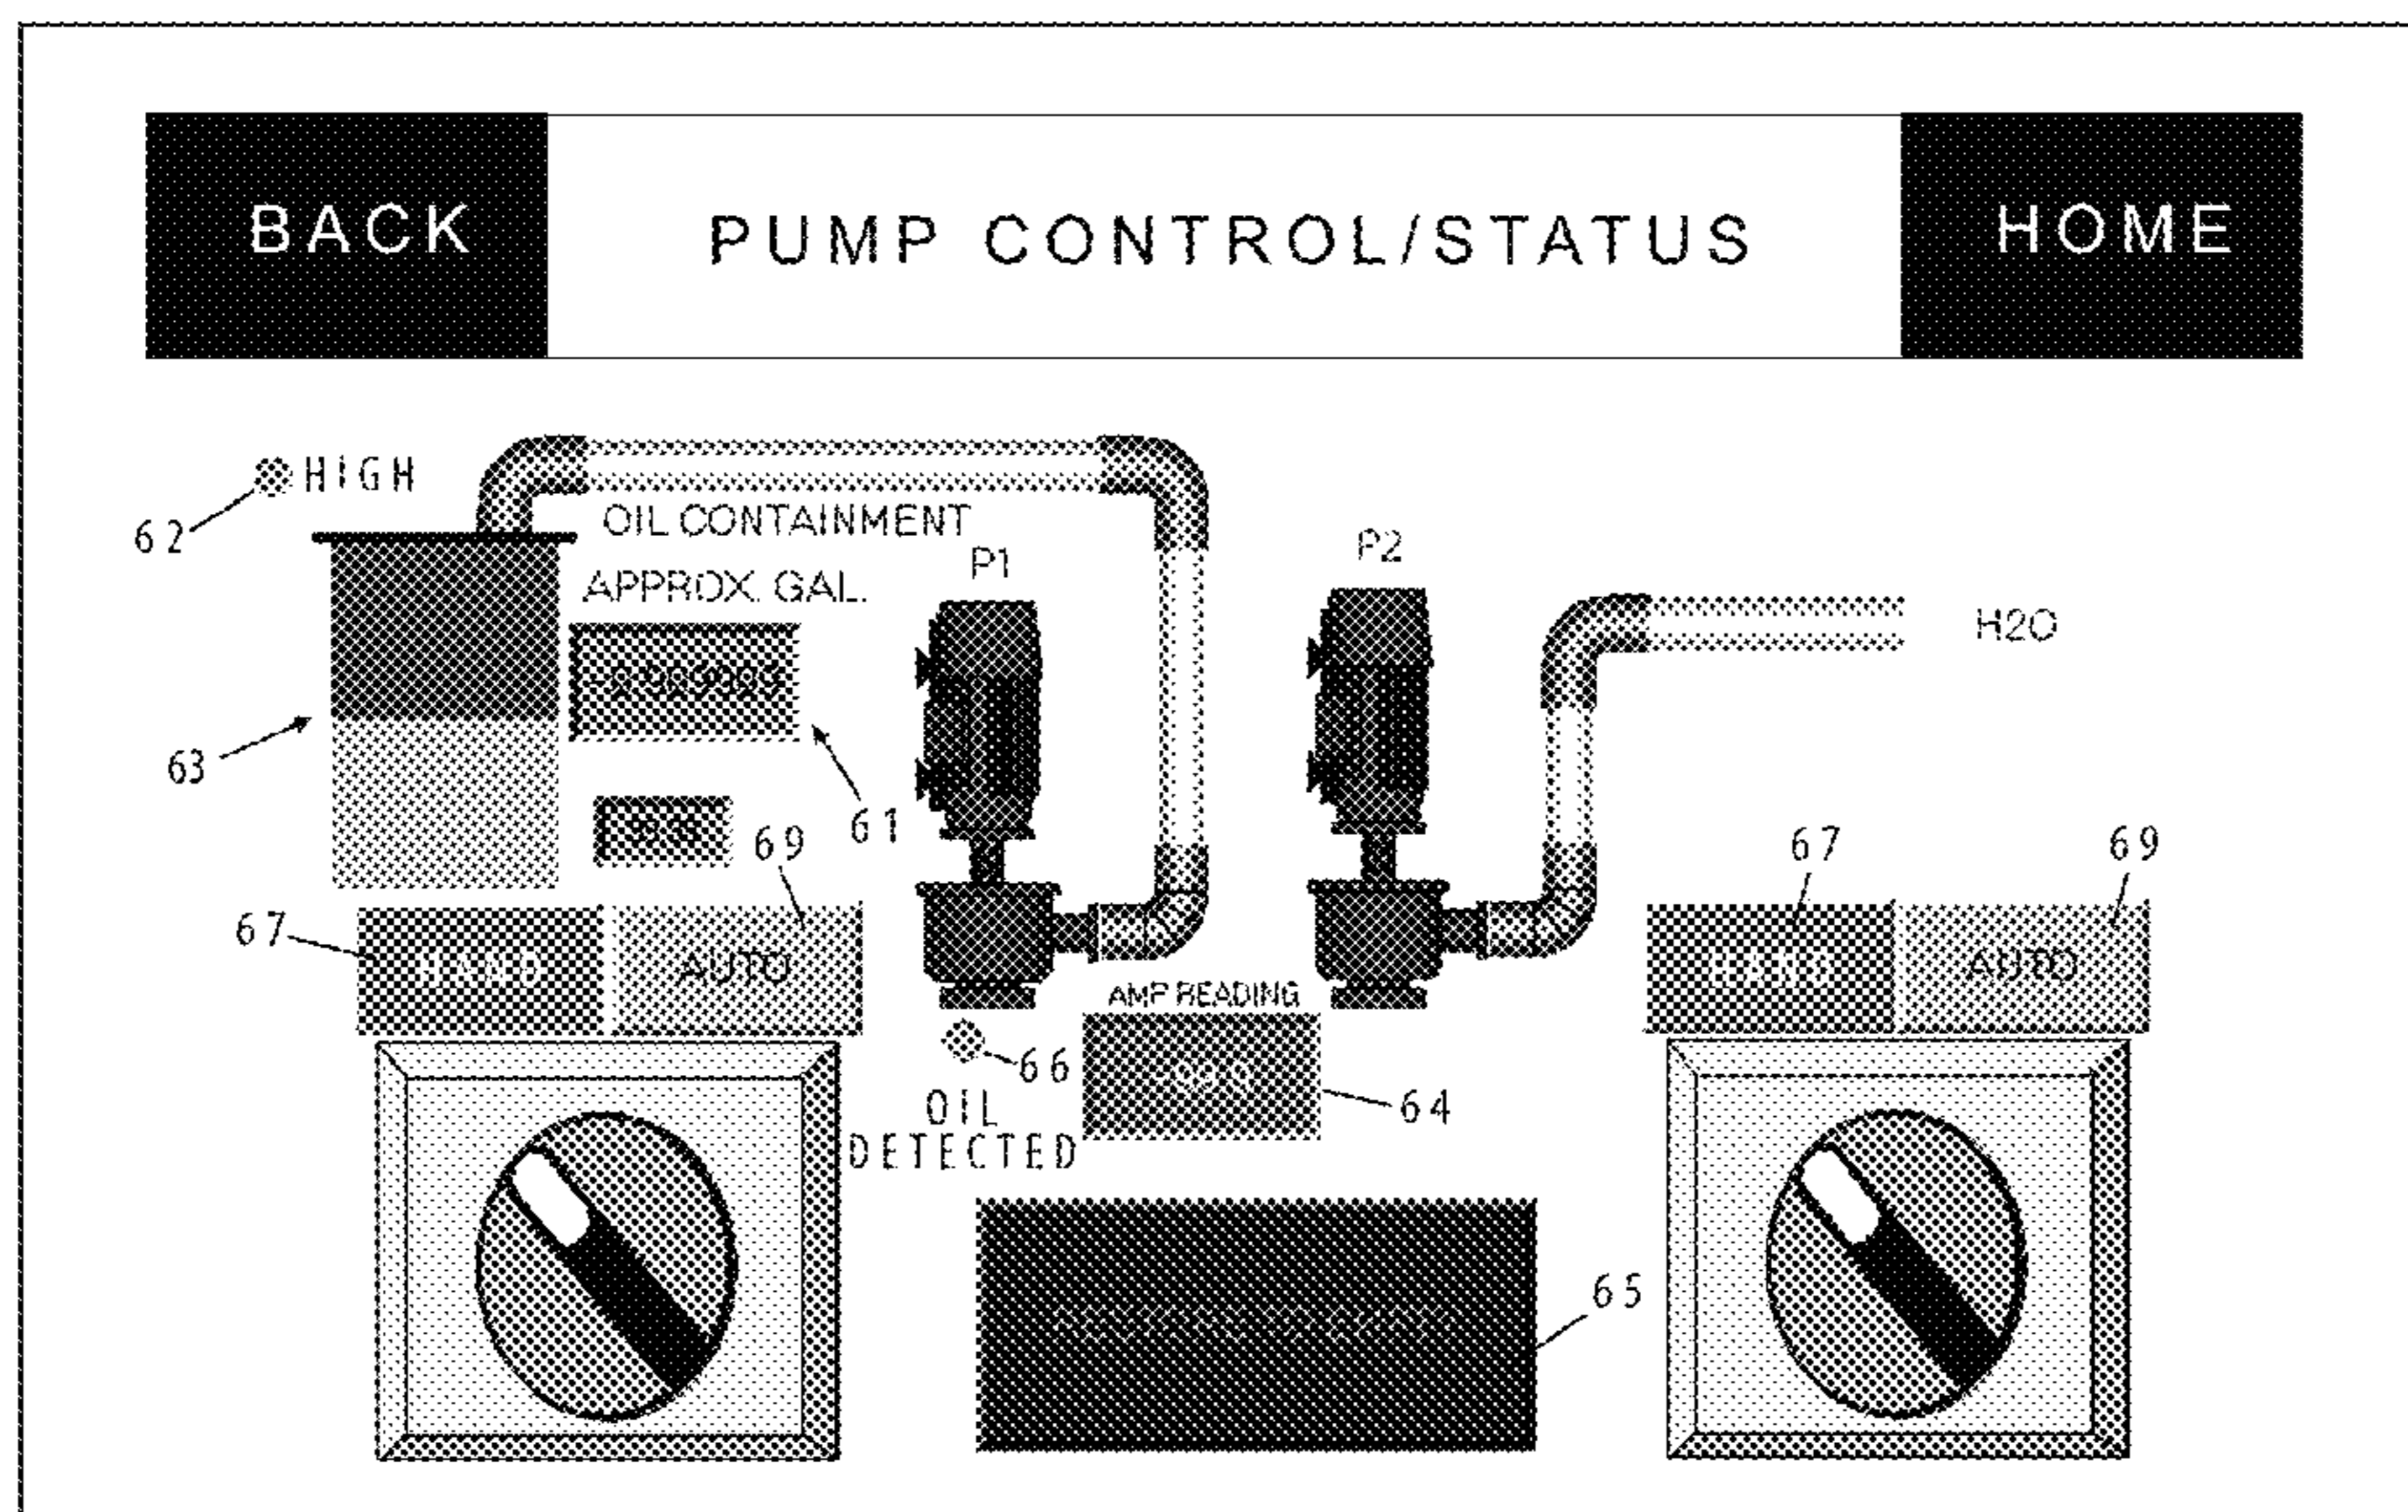 BACK
PUMP CONTROL/STATUS
HOME
HIGH
62
OIL CONTAINMENT
P1
P2
APPROX. GAL.
H2O
63
61
69
67
69
67
HAND
AUTO
HAND
AUTO
AMP READING
66
OIL
DETECTED
64
65